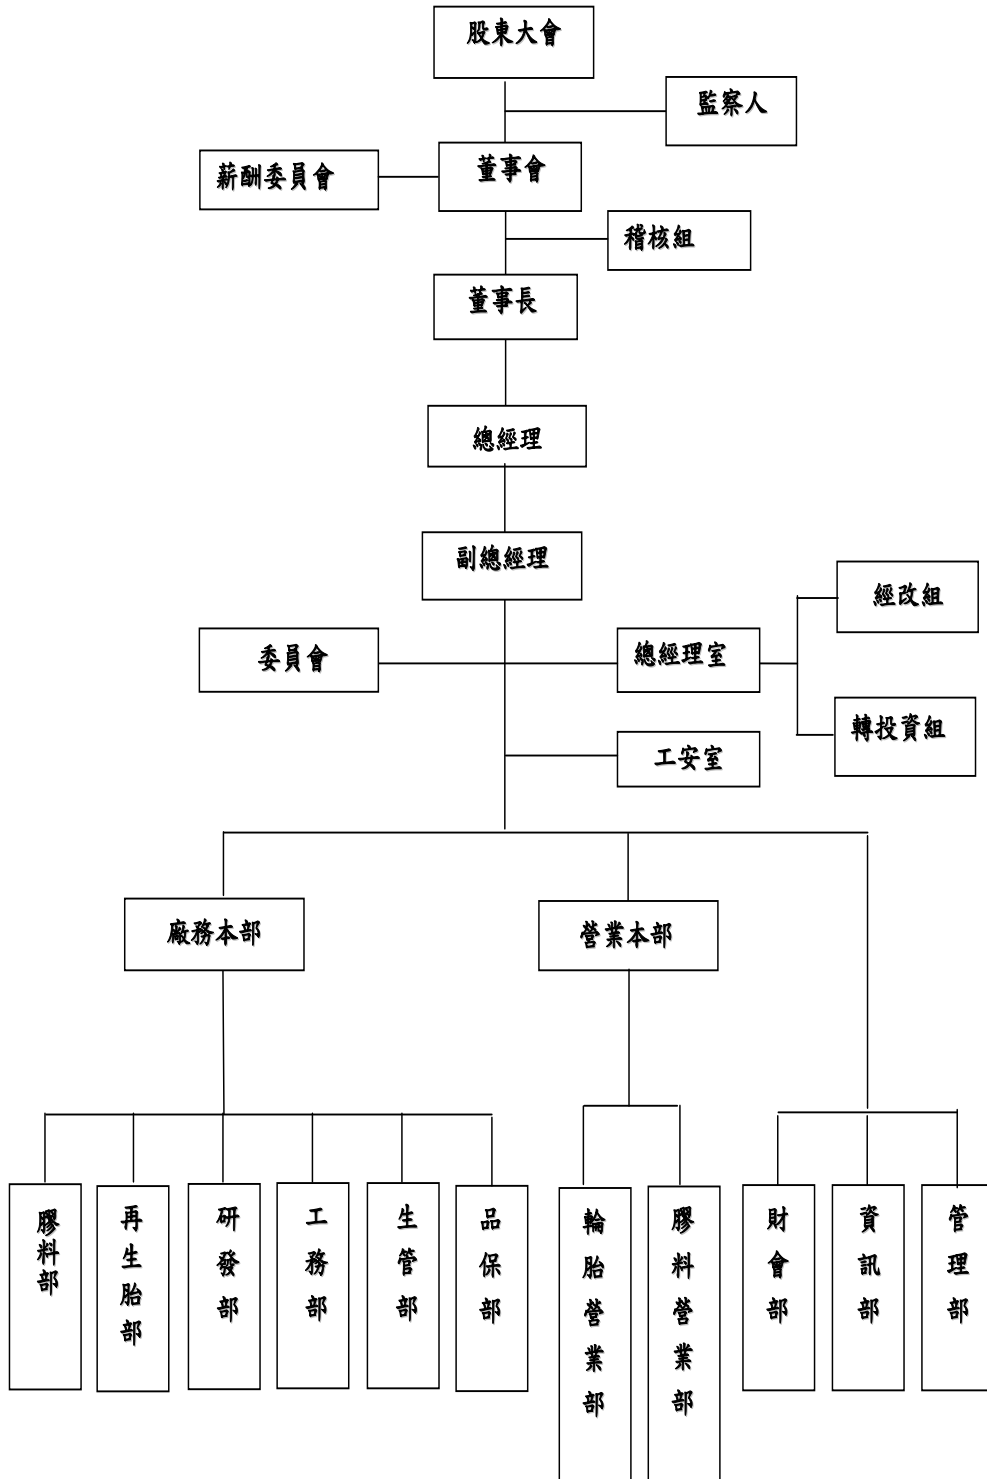 股東大會
監察人
薪酬委員會
董事會
稽核組
董事長
總經理
副總經理
經改組
委員會
總經理室
轉投資組
工安室
廠務本部
營業本部
膠料部
再生胎部
研發部
工務部
生管部
品保部
輪胎營業部
膠料營業部
財會部
資訊部
管理部